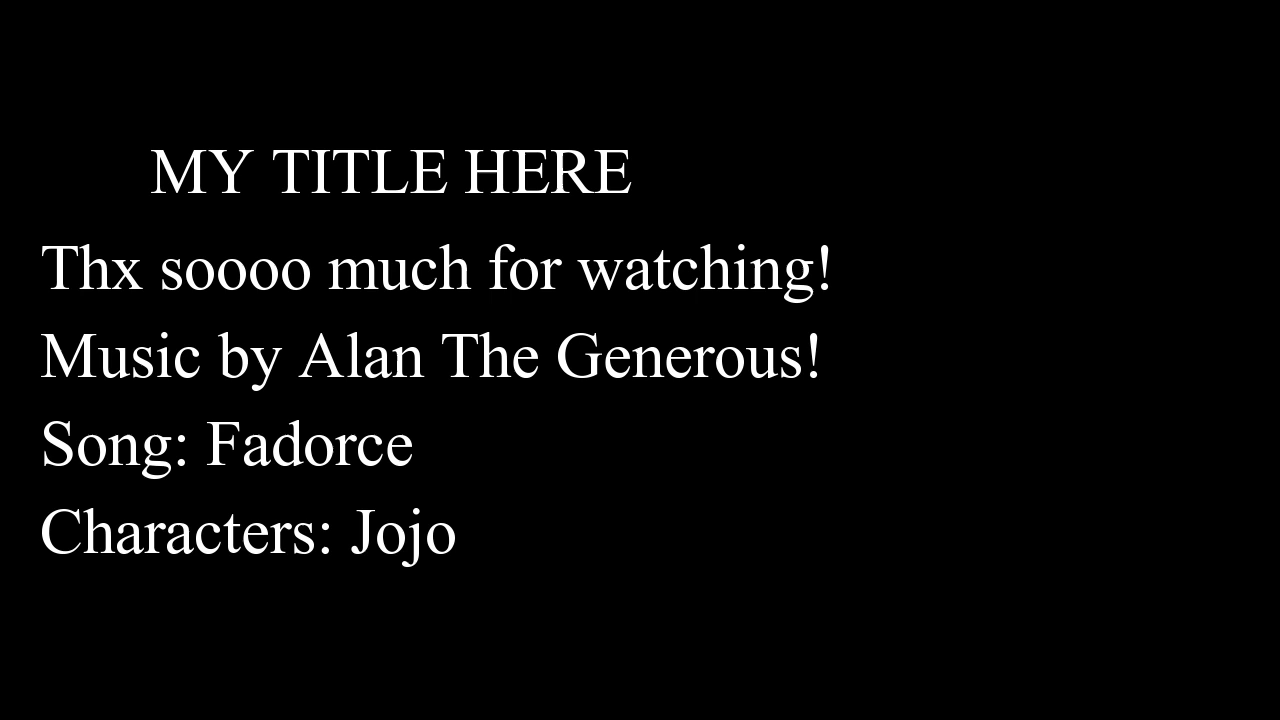 MY TITLE HERE
Thx soooo much for watching!
Music by Alan The Generous!
Song: Fadorce
Characters: Jojo